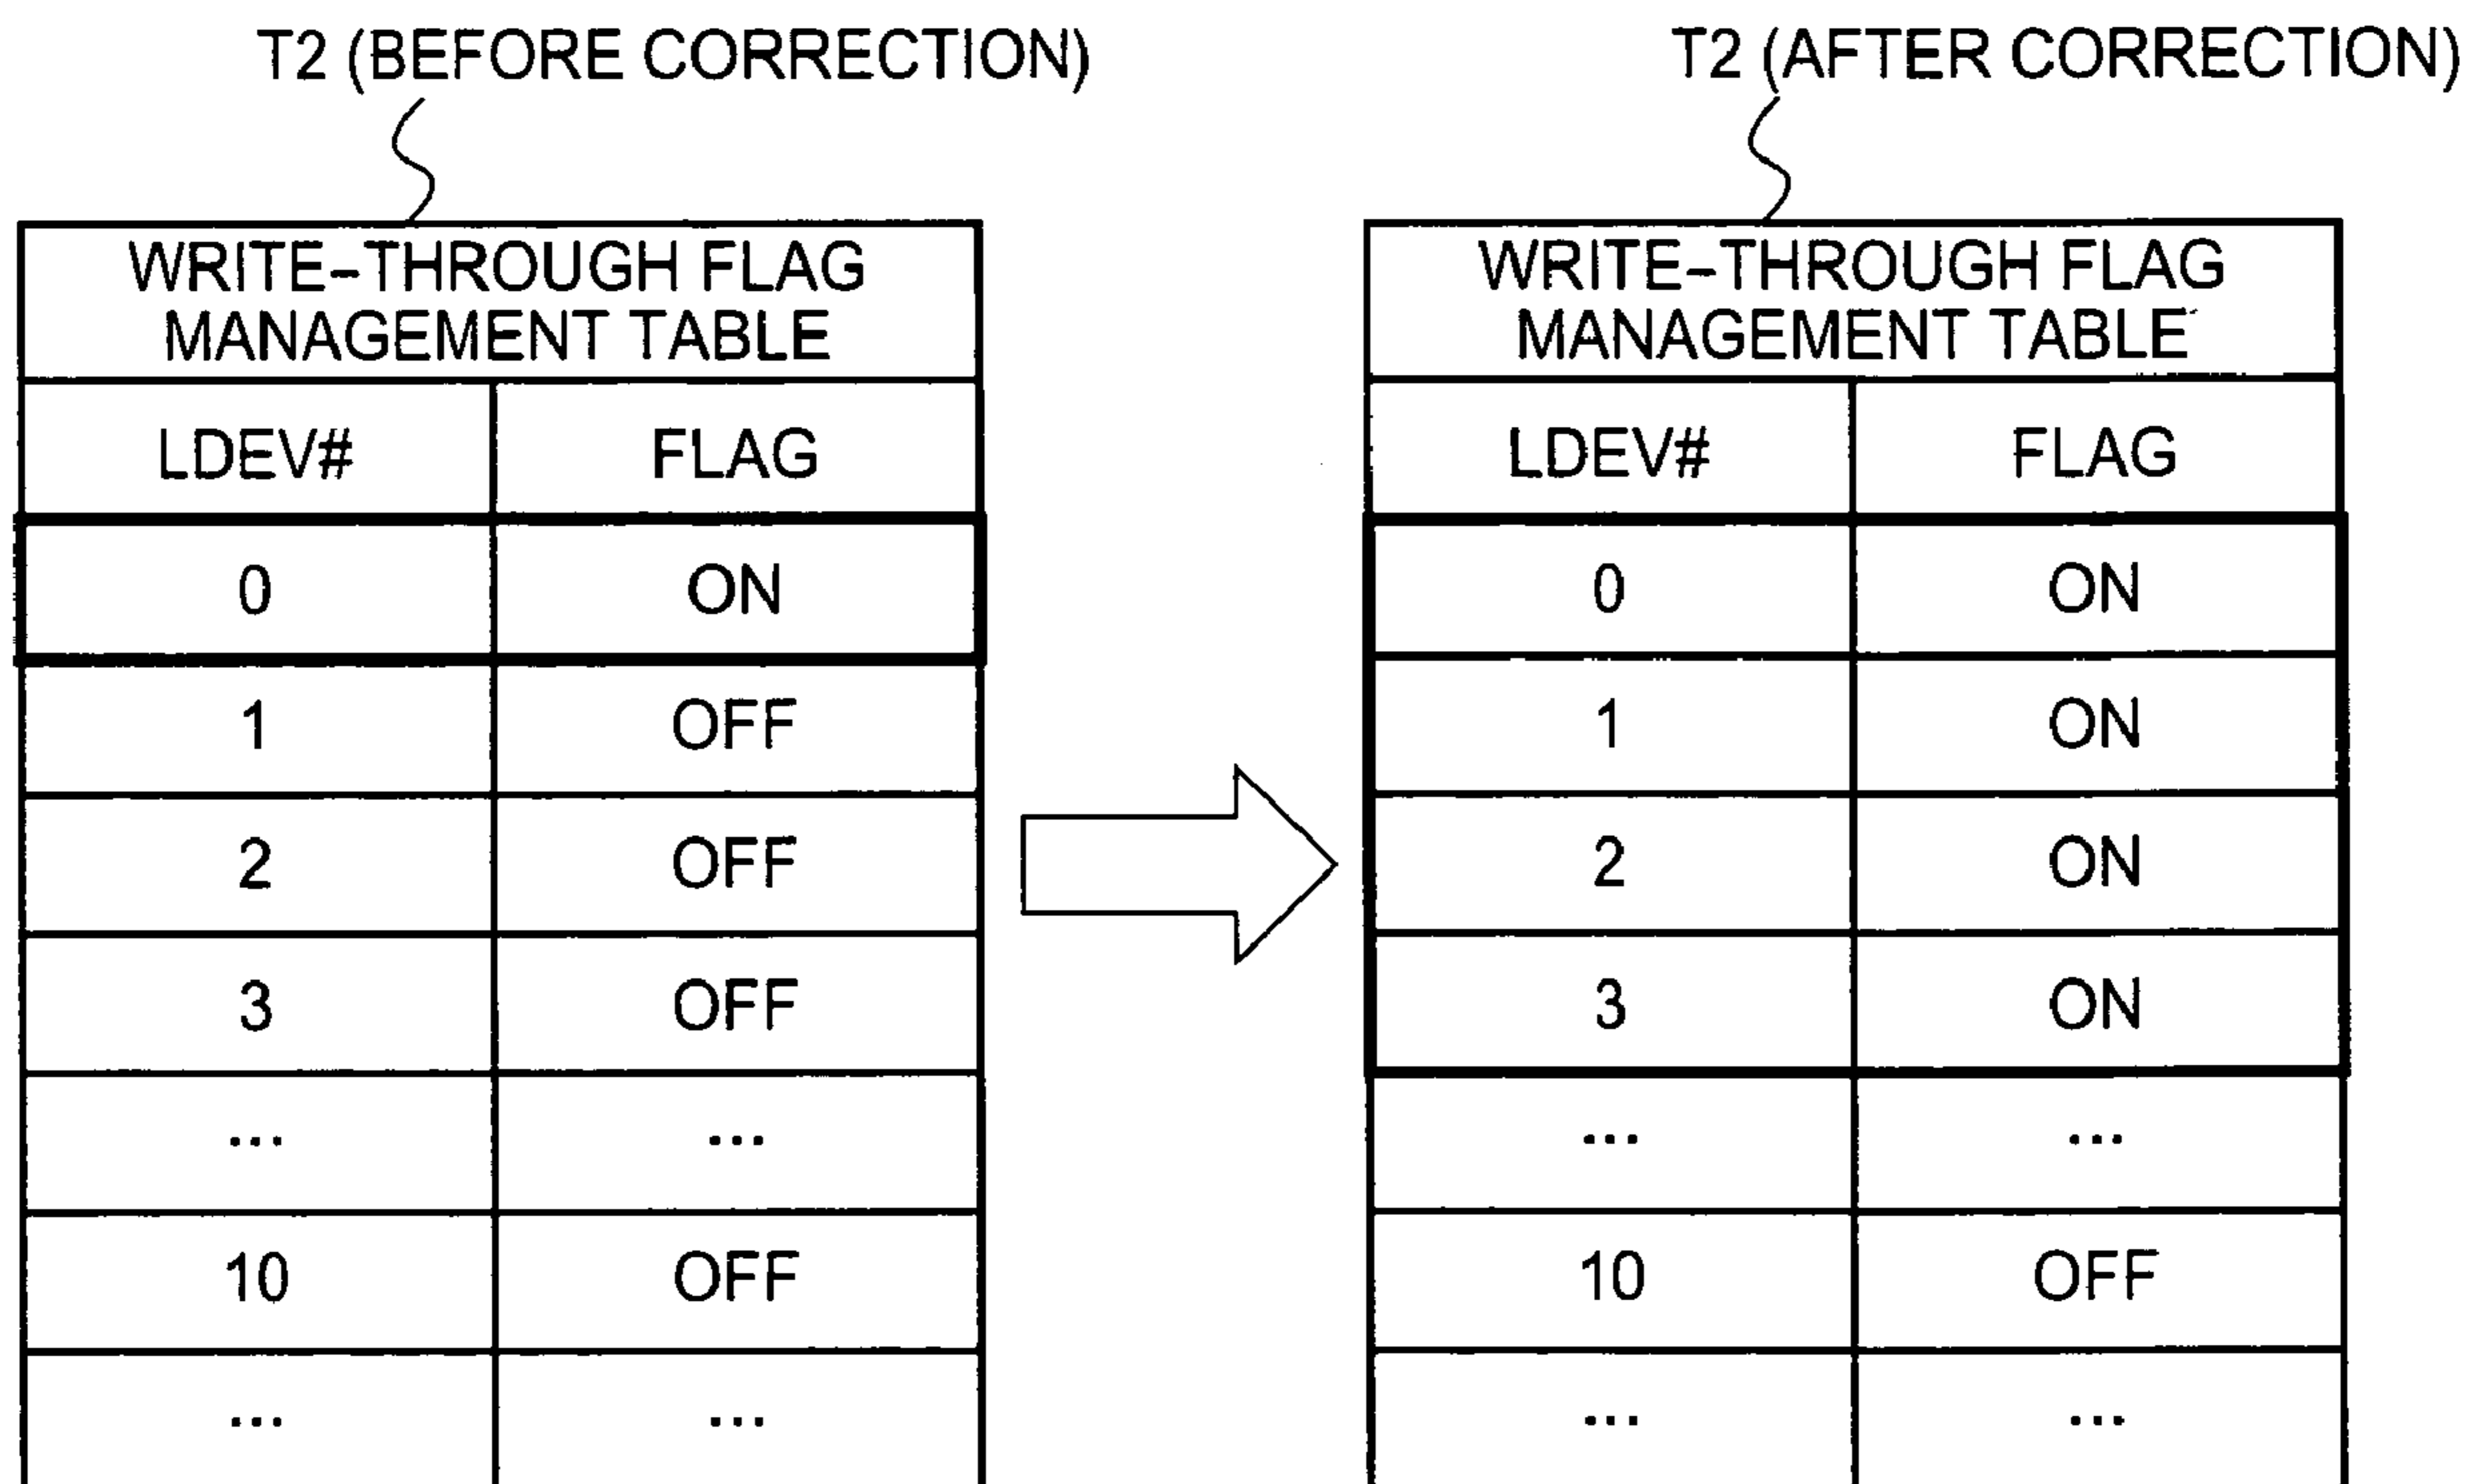 T2 (BEFORE CORRECTION)
WRITE-THROUGH FLAG
MANAGEMENT TABLE
LDEV# FLAG
0 ON
1 OFF
2 OFF
3 OFF
... ...
10 OFF
... ...
T2 (AFTER CORRECTION)
WRITE-THROUGH FLAG
MANAGEMENT TABLE
LDEV# FLAG
0 ON
1 ON
2 ON
3 ON
... ...
10 OFF
... ...